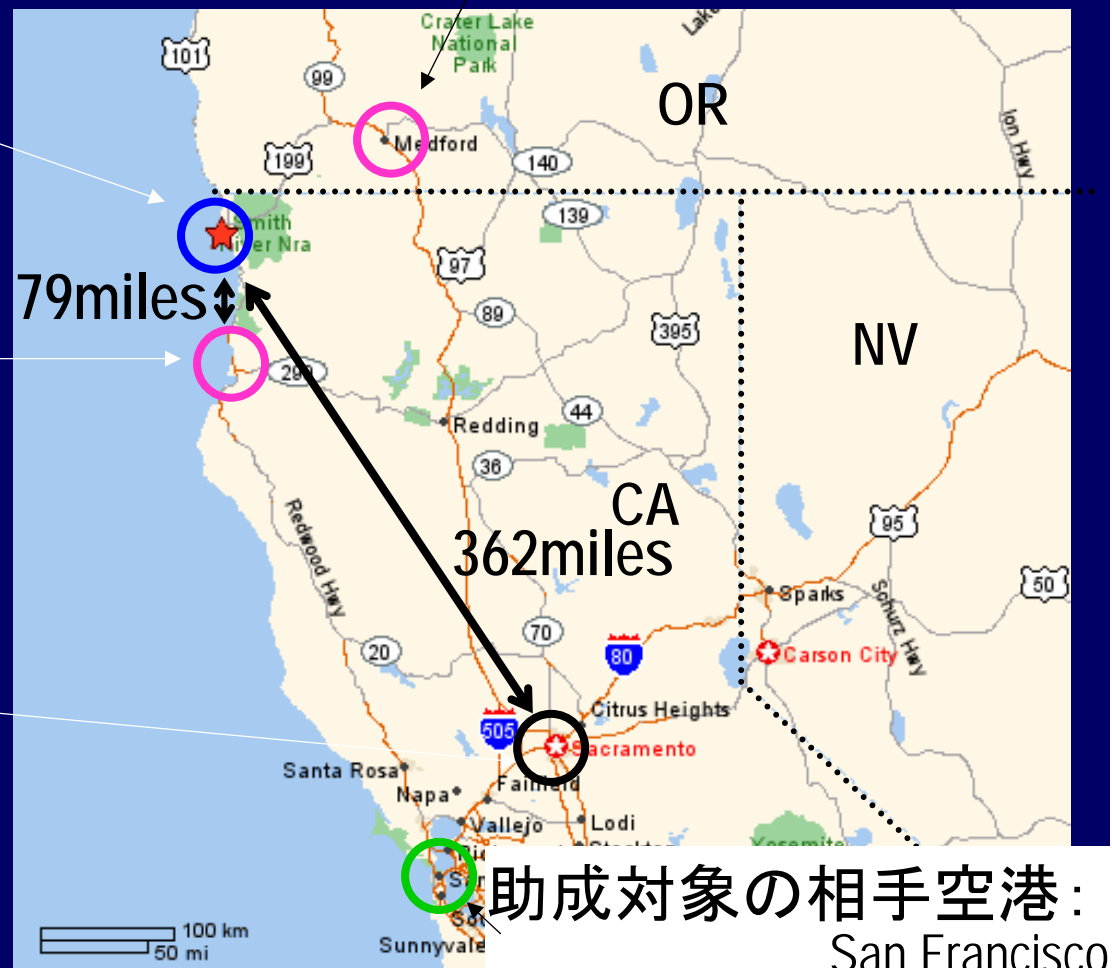 Crater Lake
National
Park
101
99
OR
Medford
199
140
139
Smith
River Nra
97
79miles
89
395
NV
299
44
Redding
36
CA
362miles
Redwood Hwy
95
Sparks
50
Schurz Hwy
70
20
80
Carson City
Citrus Heights
505
Sacramento
Santa Rosa
Fairfield
Napa
Vallejo
Lodi
Yosemite
助成対象の相手空港:
100 km
50 mi
Sunnyvale
San Francisco